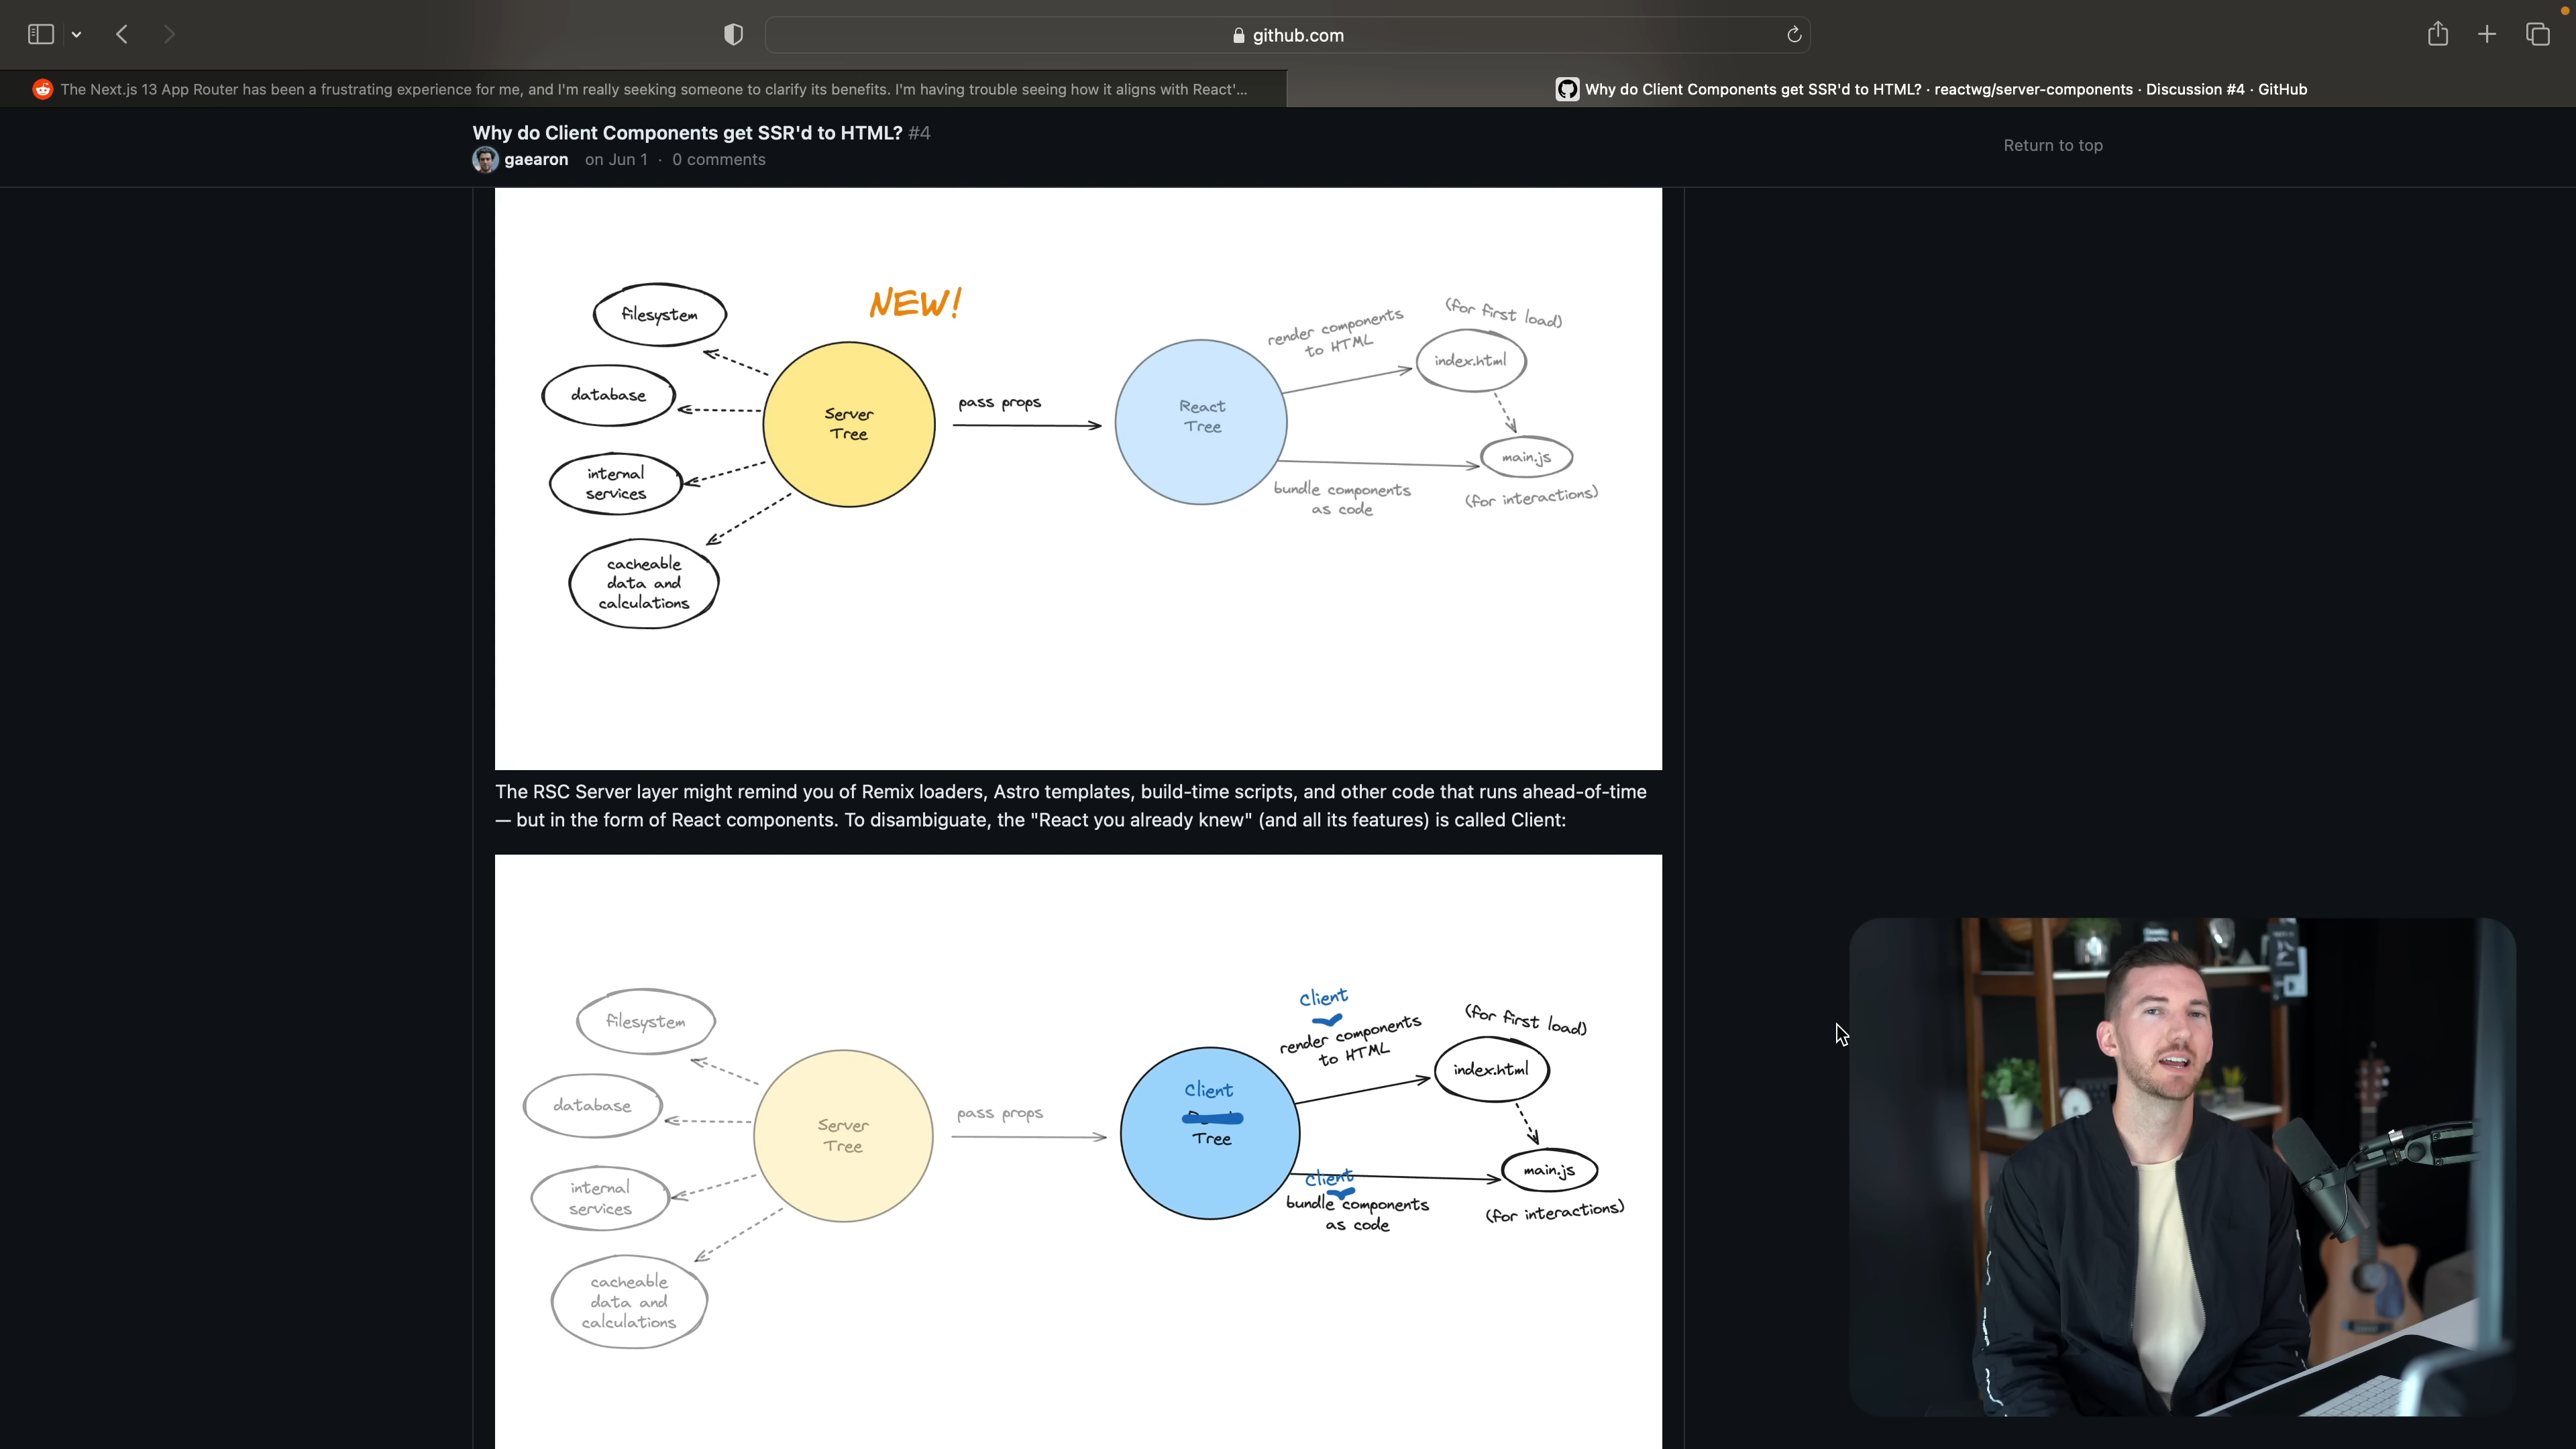 github.com
The Next.js 13 App Router has been a frustrating experience for me, and I'm really seeking someone to clarify its benefits. I'm having trouble seeing how it aligns with React'...
Why do Client Components get SSR'd to HTML? · reactwg/server-components · Discussion #4 · GitHub
Why do Client Components get SSR'd to HTML? #4
gaearon on Jun 1 · 0 comments
Return to top
NEW!
filesystem
database
internal
services
cacheable
data and
calculations
Server
Tree
pass props
React
Tree
render components
to HTML
(for first load)
index.html
main.js
bundle components
as code
(for interactions)
The RSC Server layer might remind you of Remix loaders, Astro templates, build-time scripts, and other code that runs ahead-of-time
— but in the form of React components. To disambiguate, the "React you already knew" (and all its features) is called Client:
filesystem
database
internal
services
cacheable
data and
calculations
Server
Tree
pass props
Client
Tree
client
render components
to HTML
(for first load)
index.html
main.js
client
bundle components
as code
(for interactions)